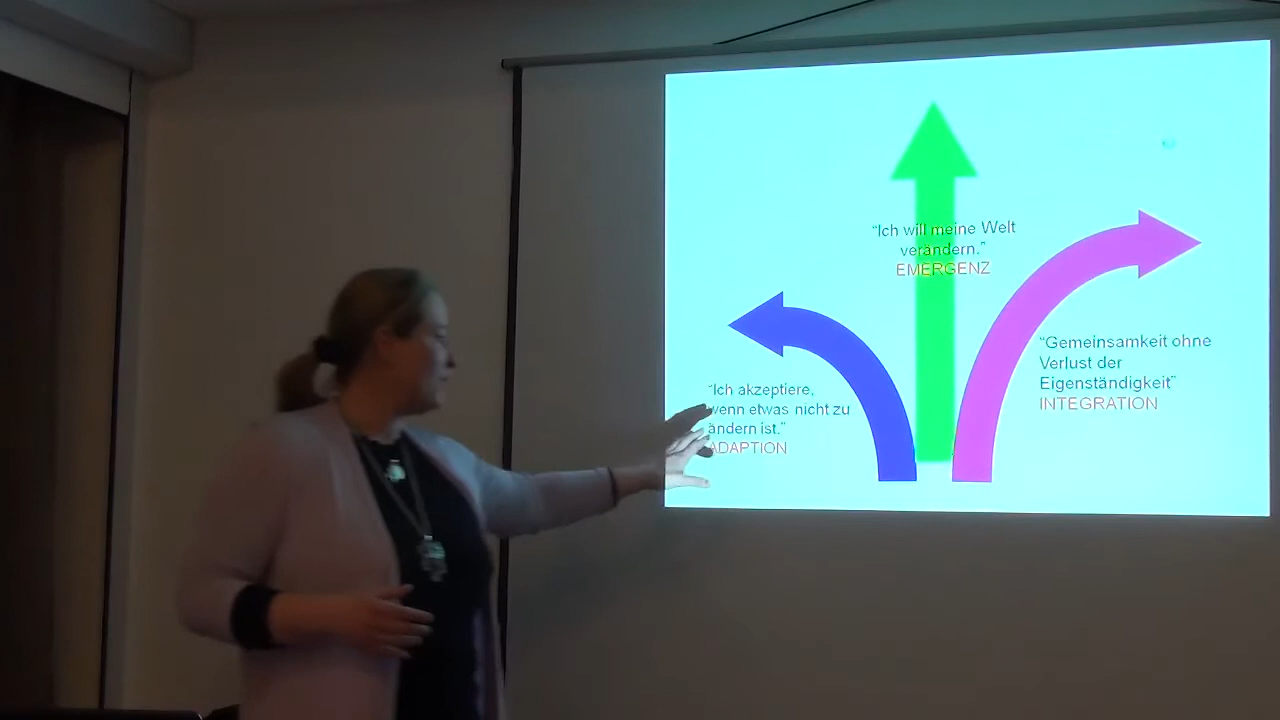 “Ich will meine Welt
verändern.”
EMERGENZ
“Gemeinsamkeit ohne
Verlust der
Eigenständigkeit”
INTEGRATION
“Ich akzeptiere,
wenn etwas nicht zu
ändern ist.”
ADAPTION